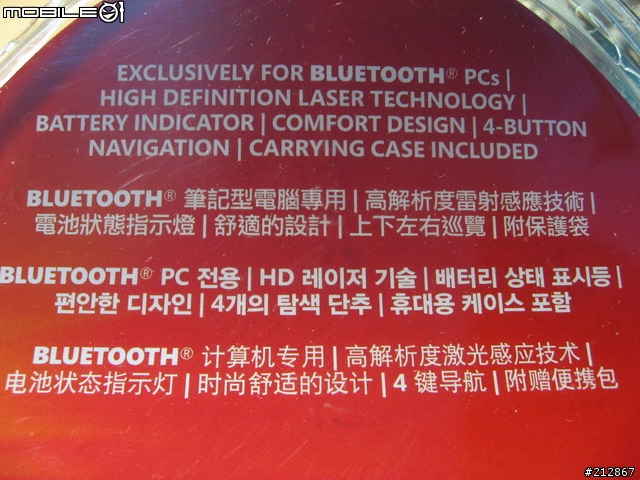 MOBILE01
EXCLUSIVELY FOR BLUETOOTH® PCs |
HIGH DEFINITION LASER TECHNOLOGY |
BATTERY INDICATOR | COMFORT DESIGN | 4-BUTTON
NAVIGATION | CARRYING CASE INCLUDED
BLUETOOTH® 筆記型電腦專用 | 高解析度雷射感應技術 |
電池狀態指示燈 | 舒適的設計 | 上下左右巡覽 | 附保護袋
BLUETOOTH® PC 전용 | HD 레이저 기술 | 배터리 상태 표시등 |
편안한 디자인 | 4개의 탐색 단추 | 휴대용 케이스 포함
BLUETOOTH® 计算机专用 | 高解析度激光感应技术 |
电池状态指示灯 | 时尚舒适的设计 | 4 键导航 | 附赠便携包
#212867